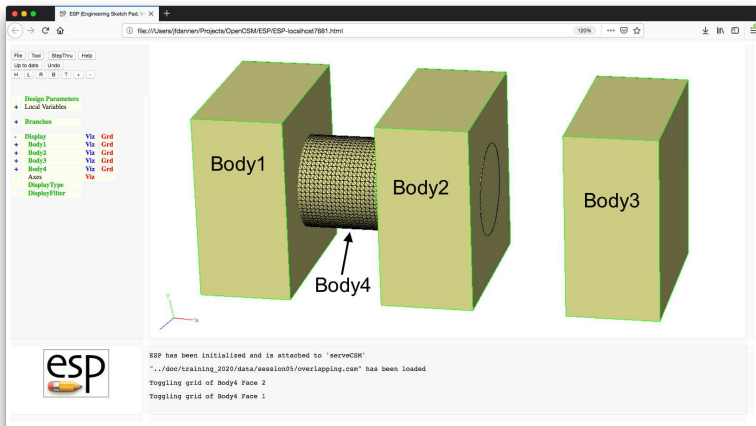 ESP (Engineering Sketch Pad, V
file:///Users/jfdannen/Projects/OpenCSM/ESP/ESP-localhost7681.html
120%
File Tool StepThru Help
Up to date Undo
H L R B T + -
Design Parameters
+ Local Variables
+ Branches
- Display Viz Grd
+ Body1 Viz Grd
+ Body2 Viz Grd
+ Body3 Viz Grd
+ Body4 Viz Grd
Axes Viz
DisplayType
DisplayFilter
Body1
Body2
Body3
Body4
y
x
esp
ESP has been initialized and is attached to 'serveCSM'
"../doc/training_2020/data/session05/overlapping.csm" has been loaded
Toggling grid of Body4 Face 2
Toggling grid of Body4 Face 1